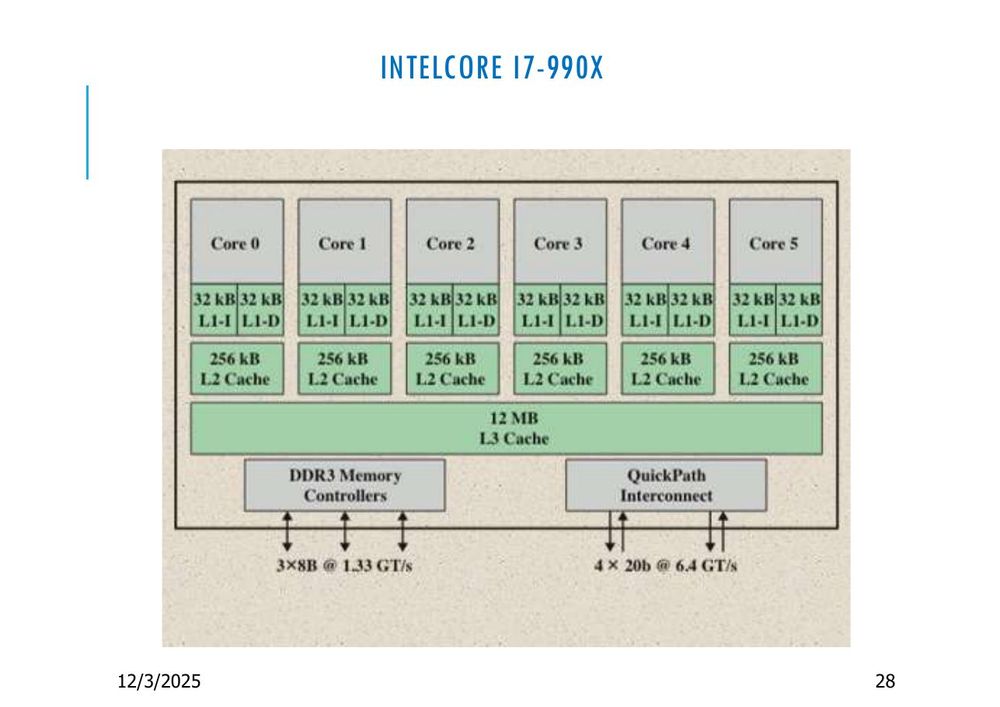 INTELCORE I7-990X
Core 0 Core 1 Core 2 Core 3 Core 4 Core 5
32 kB 32 kB 32 kB 32 kB 32 kB 32 kB 32 kB 32 kB 32 kB 32 kB 32 kB 32 kB
L1-I L1-D L1-I L1-D L1-I L1-D L1-I L1-D L1-I L1-D L1-I L1-D
256 kB 256 kB 256 kB 256 kB 256 kB 256 kB
L2 Cache L2 Cache L2 Cache L2 Cache L2 Cache L2 Cache
12 MB
L3 Cache
DDR3 Memory QuickPath
Controllers Interconnect
3×8B @ 1.33 GT/s 4 × 20b @ 6.4 GT/s
12/3/2025 28